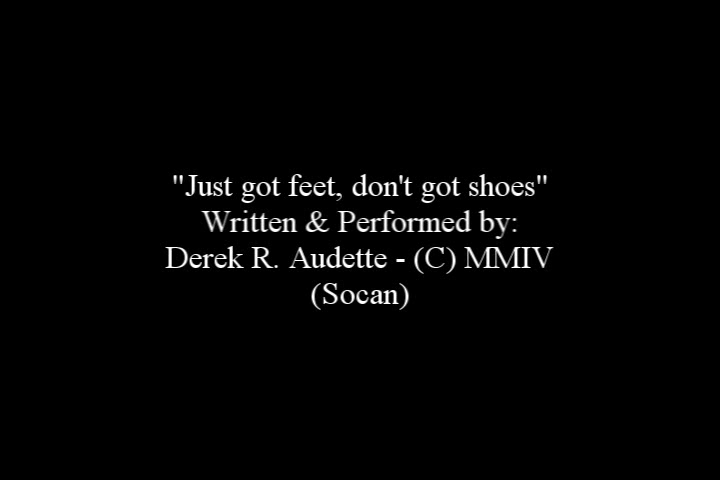 "Just got feet, don't got shoes"
Written & Performed by:
Derek R. Audette - (C) MMIV
(Socan)